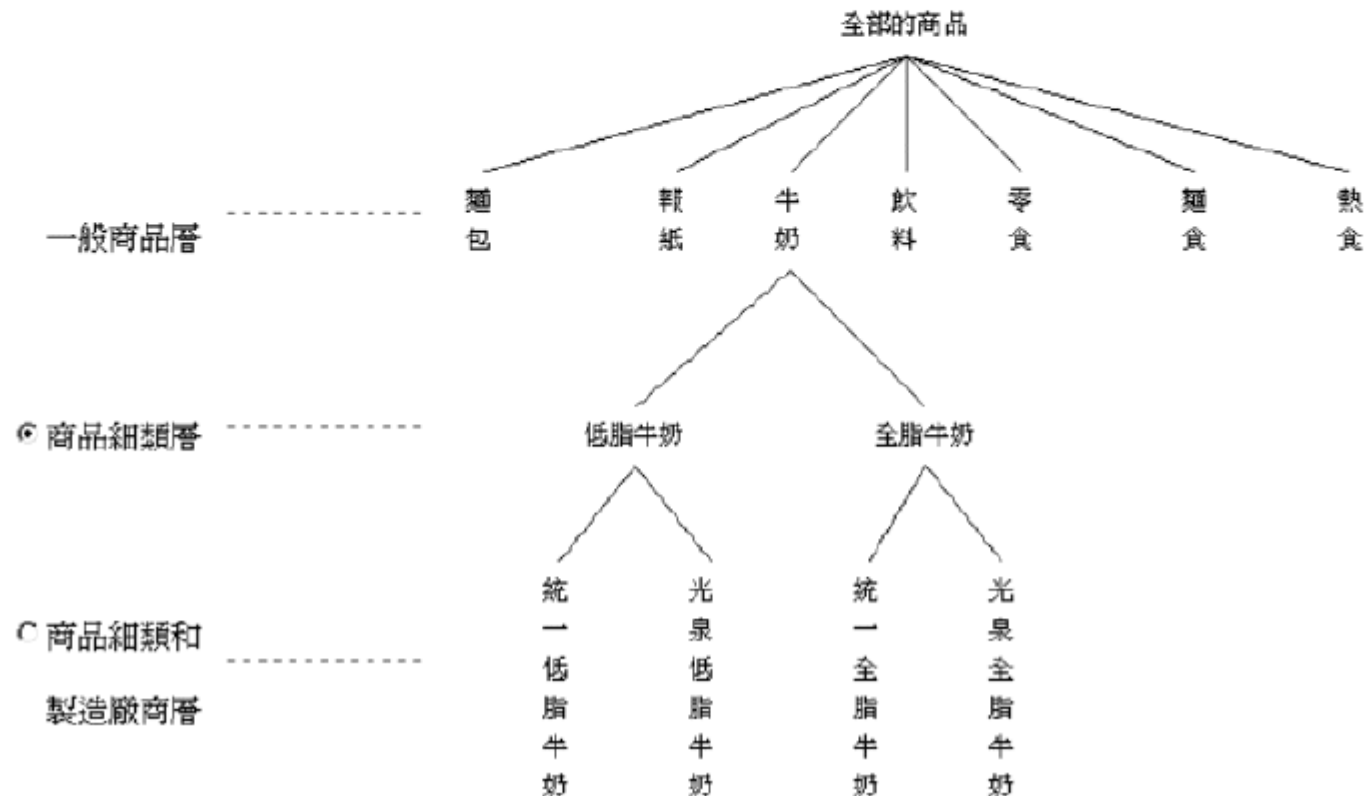 全部的商品
一般商品層
麵包
報紙
牛奶
飲料
零食
麵食
熱食
商品細類層
低脂牛奶
全脂牛奶
商品細類和
製造廠商層
統一低脂牛奶
光泉低脂牛奶
統一全脂牛奶
光泉全脂牛奶